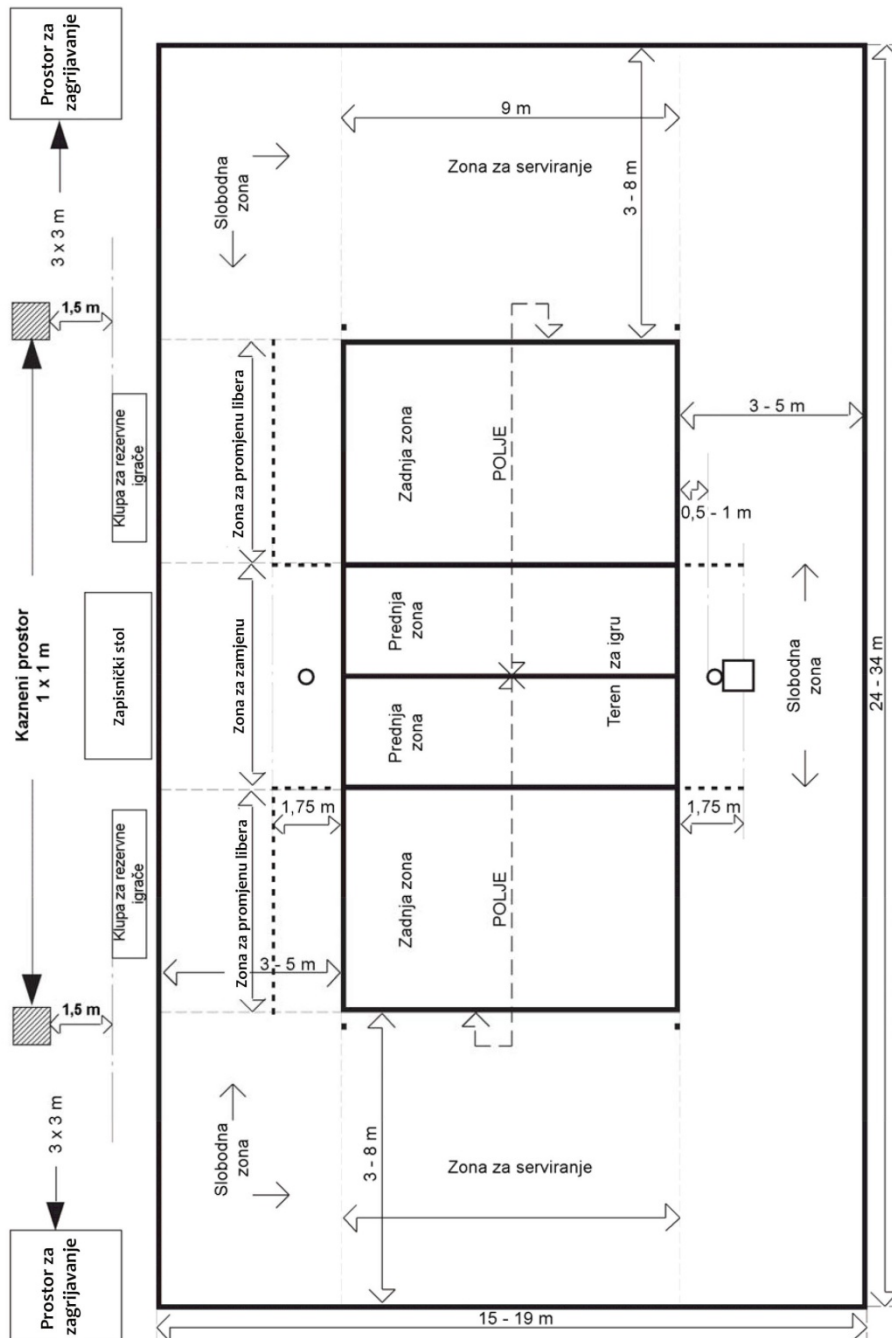 Prostor za
zagrijavanje
3 x 3 m
1,5 m
Kazneni prostor
1 x 1 m
1,5 m
3 x 3 m
Prostor za
zagrijavanje
Klupa za rezervne
igrače
Zapisnički stol
Klupa za rezervne
igrače
Slobodna
zona
Zona za promjenu libera
Zona za zamjenu
Zona za promjenu libera
Slobodna
zona
9 m
Zona za serviranje
3 - 8 m
Zadnja zona
POLJE
Prednja
zona
Teren za igru
Prednja
zona
1,75 m
Zadnja zona
POLJE
3 - 5 m
3 - 8 m
Zona za serviranje
3 - 5 m
0,5 - 1 m
Slobodna
zona
1,75 m
24 - 34 m
15 - 19 m